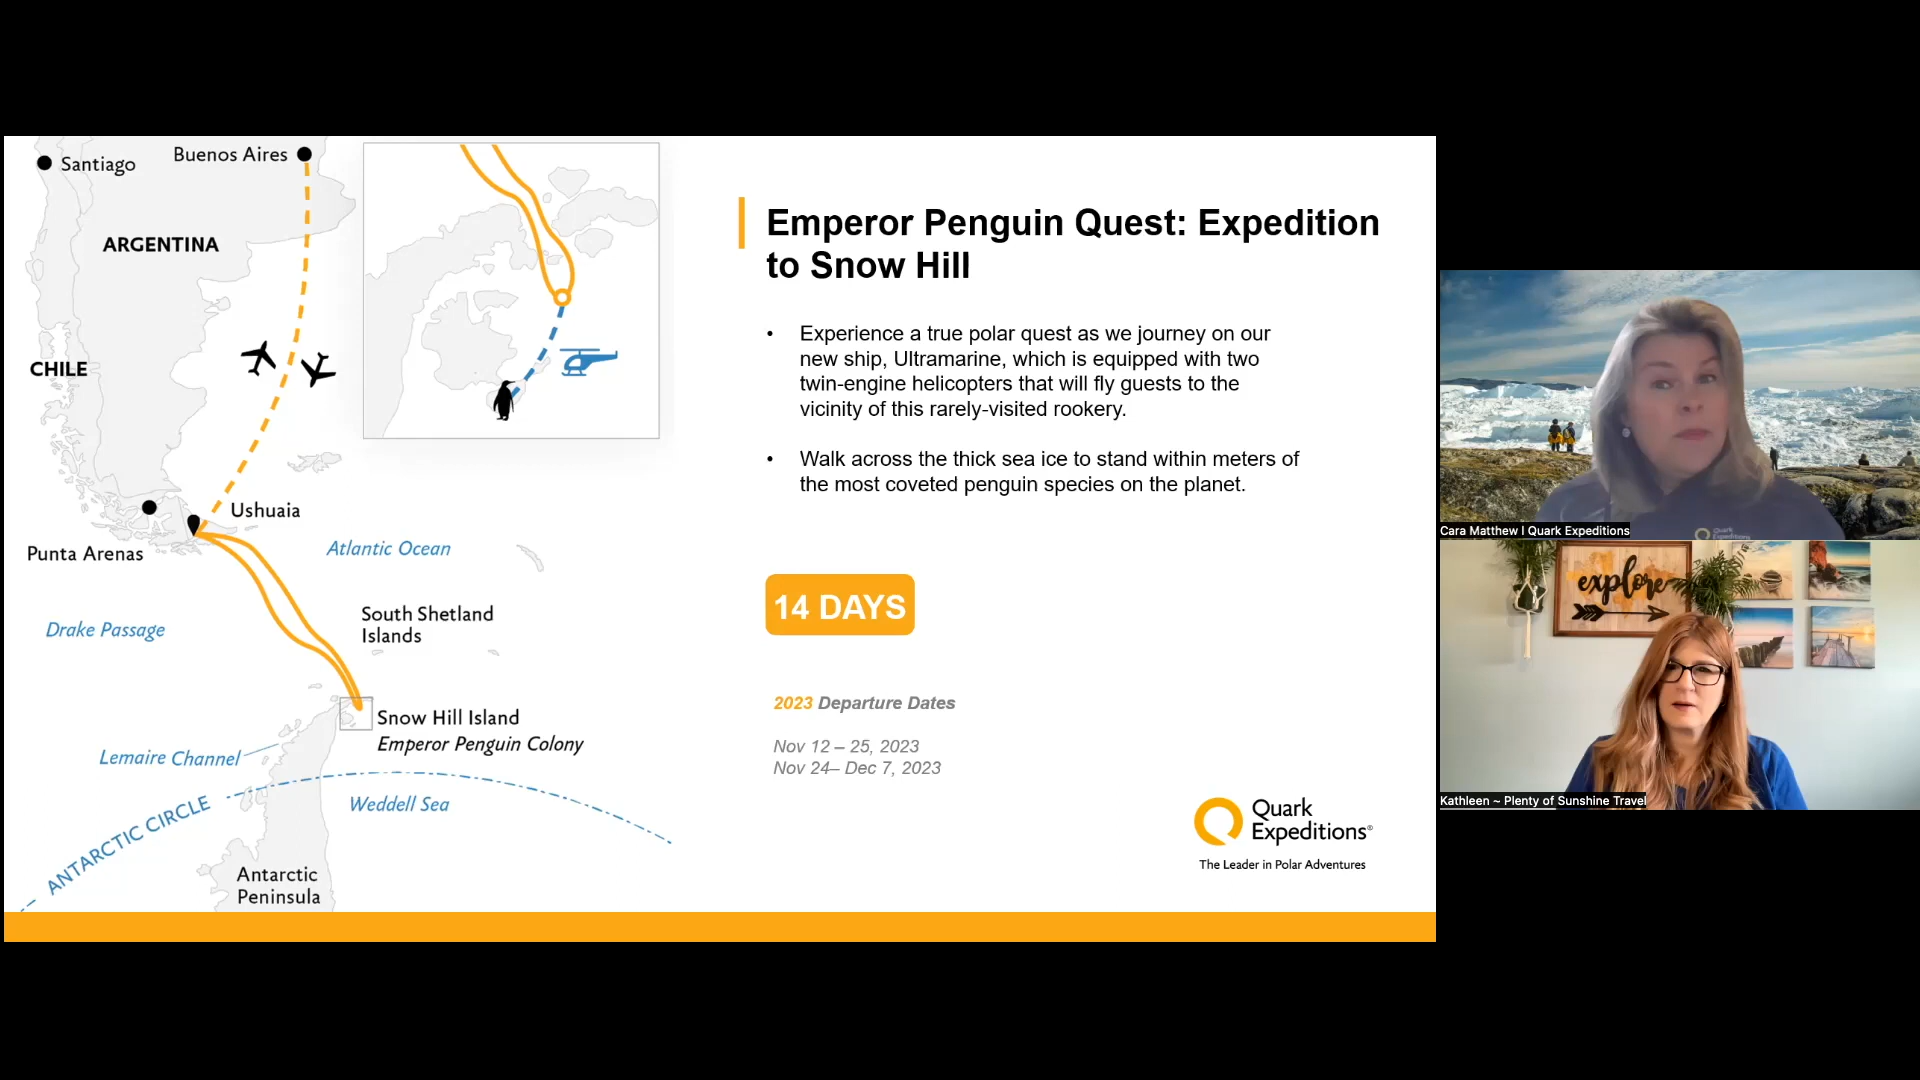 Santiago
Buenos Aires
ARGENTINA
CHILE
Ushuaia
Punta Arenas
Atlantic Ocean
Drake Passage
South Shetland
Islands
Snow Hill Island
Emperor Penguin Colony
Lemaire Channel
ANTARCTIC CIRCLE
Weddell Sea
Antarctic
Peninsula
Emperor Penguin Quest: Expedition
to Snow Hill
• Experience a true polar quest as we journey on our
new ship, Ultramarine, which is equipped with two
twin-engine helicopters that will fly guests to the
vicinity of this rarely-visited rookery.
• Walk across the thick sea ice to stand within meters of
the most coveted penguin species on the planet.
14 DAYS
2023 Departure Dates
Nov 12 – 25, 2023
Nov 24– Dec 7, 2023
Quark
Expeditions®
The Leader in Polar Adventures
Quark
Expeditions
Cara Matthew I Quark Expeditions
explore
Kathleen ~ Plenty of Sunshine Travel